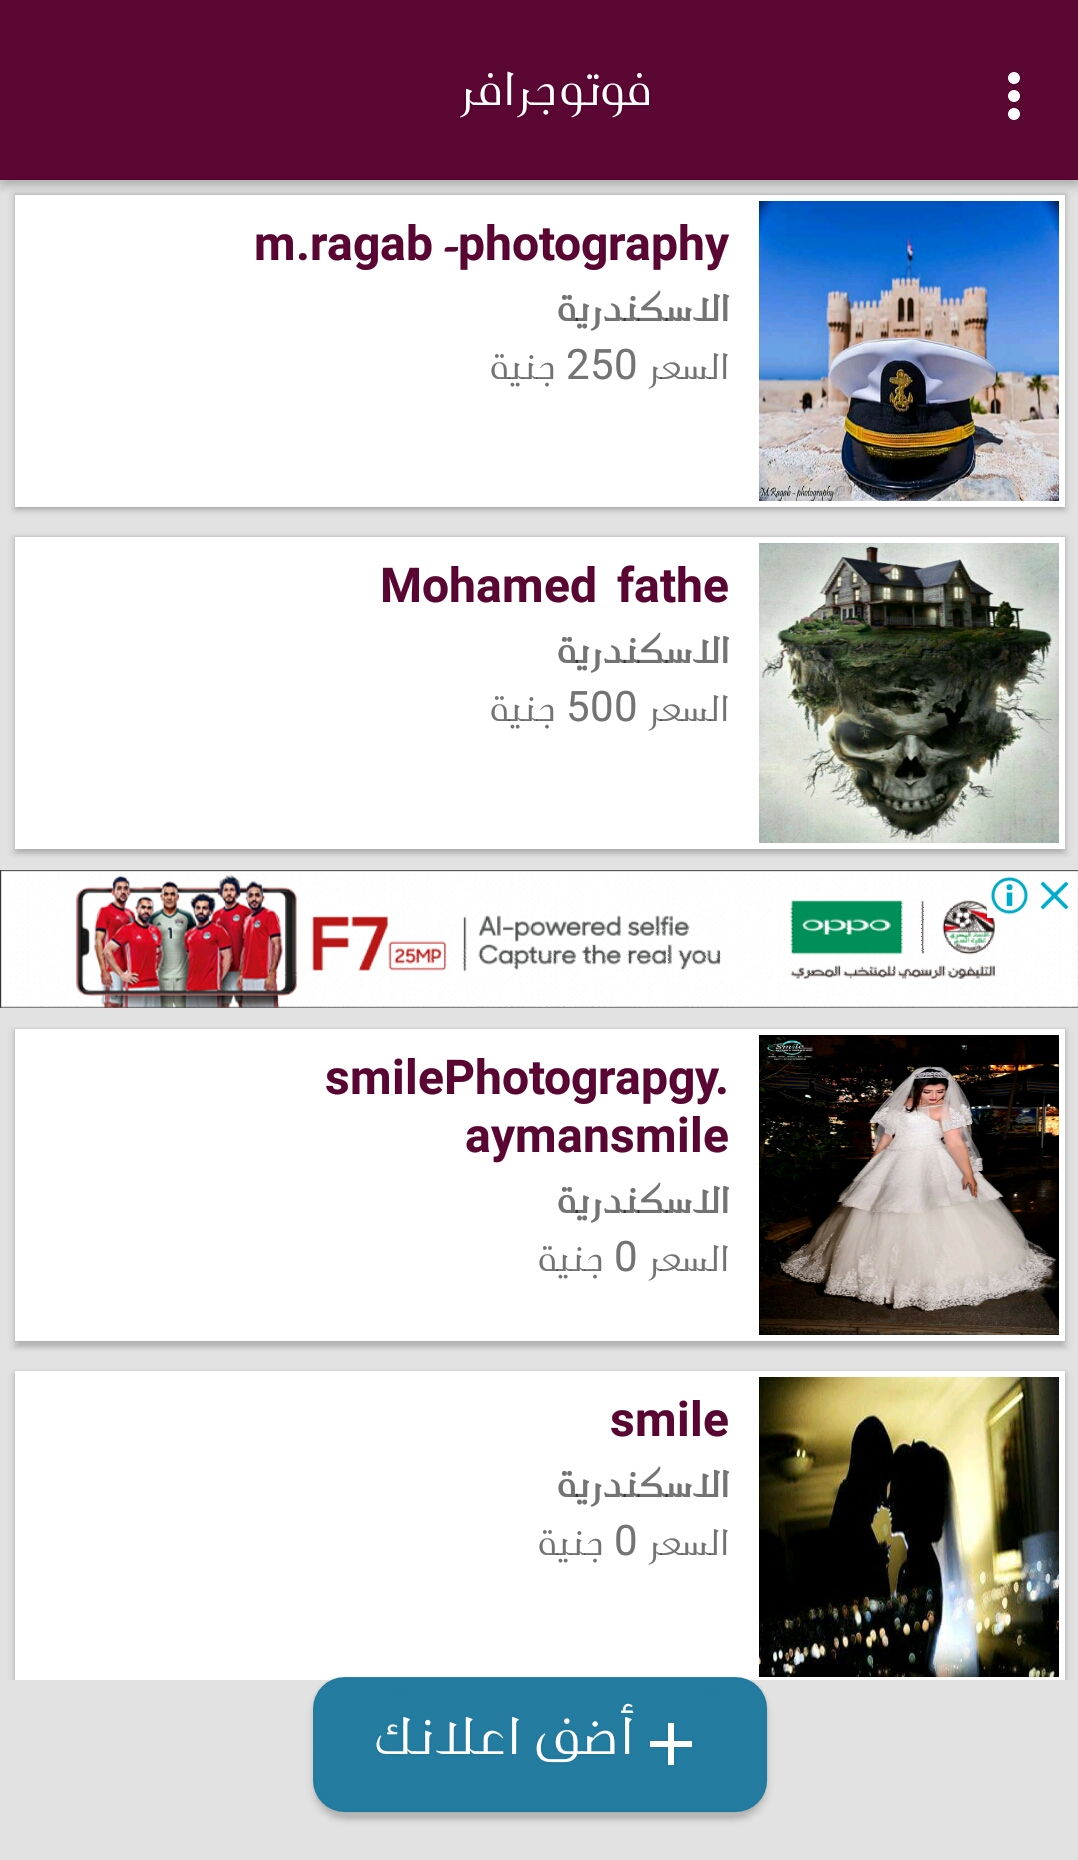 فوتوجرافر
m.ragab -photography
الاسكندرية
السعر 250 جنية
M.Ragab - photography
Mohamed fathe
الاسكندرية
السعر 500 جنية
F7 25MP
AI-powered selfie
Capture the real you
oppo
التليفون الرسمي للمنتخب المصري
smilePhotograpgy.
aymansmile
الاسكندرية
السعر 0 جنية
Smile
smile
الاسكندرية
السعر 0 جنية
أضف اعلانك